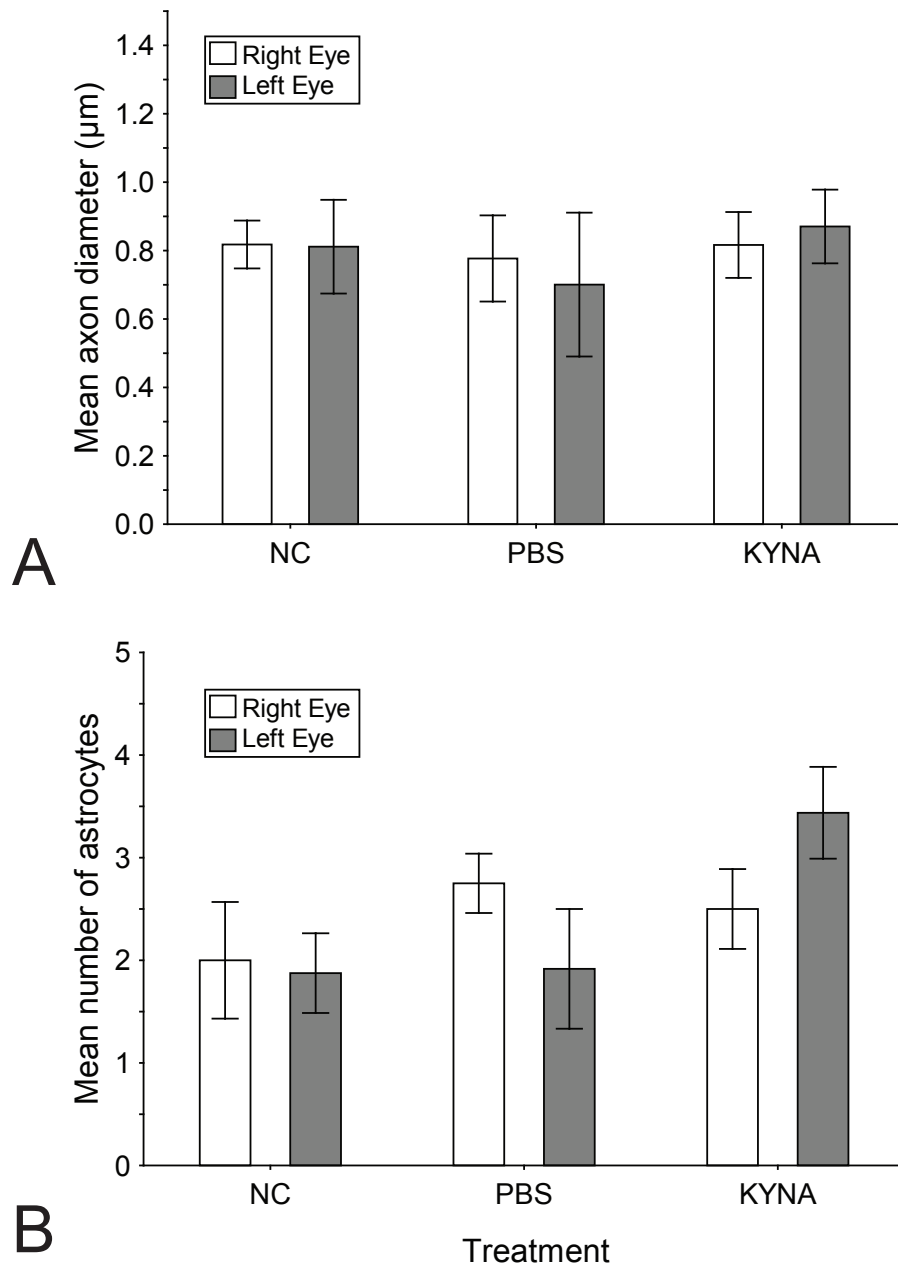 1.4
1.2
1.0
0.8
0.6
0.4
0.2
0.0
Mean axon diameter (µm)
Right Eye
Left Eye
NC PBS KYNA
A
5
4
3
2
1
0
Mean number of astrocytes
Right Eye
Left Eye
NC PBS KYNA
B
Treatment